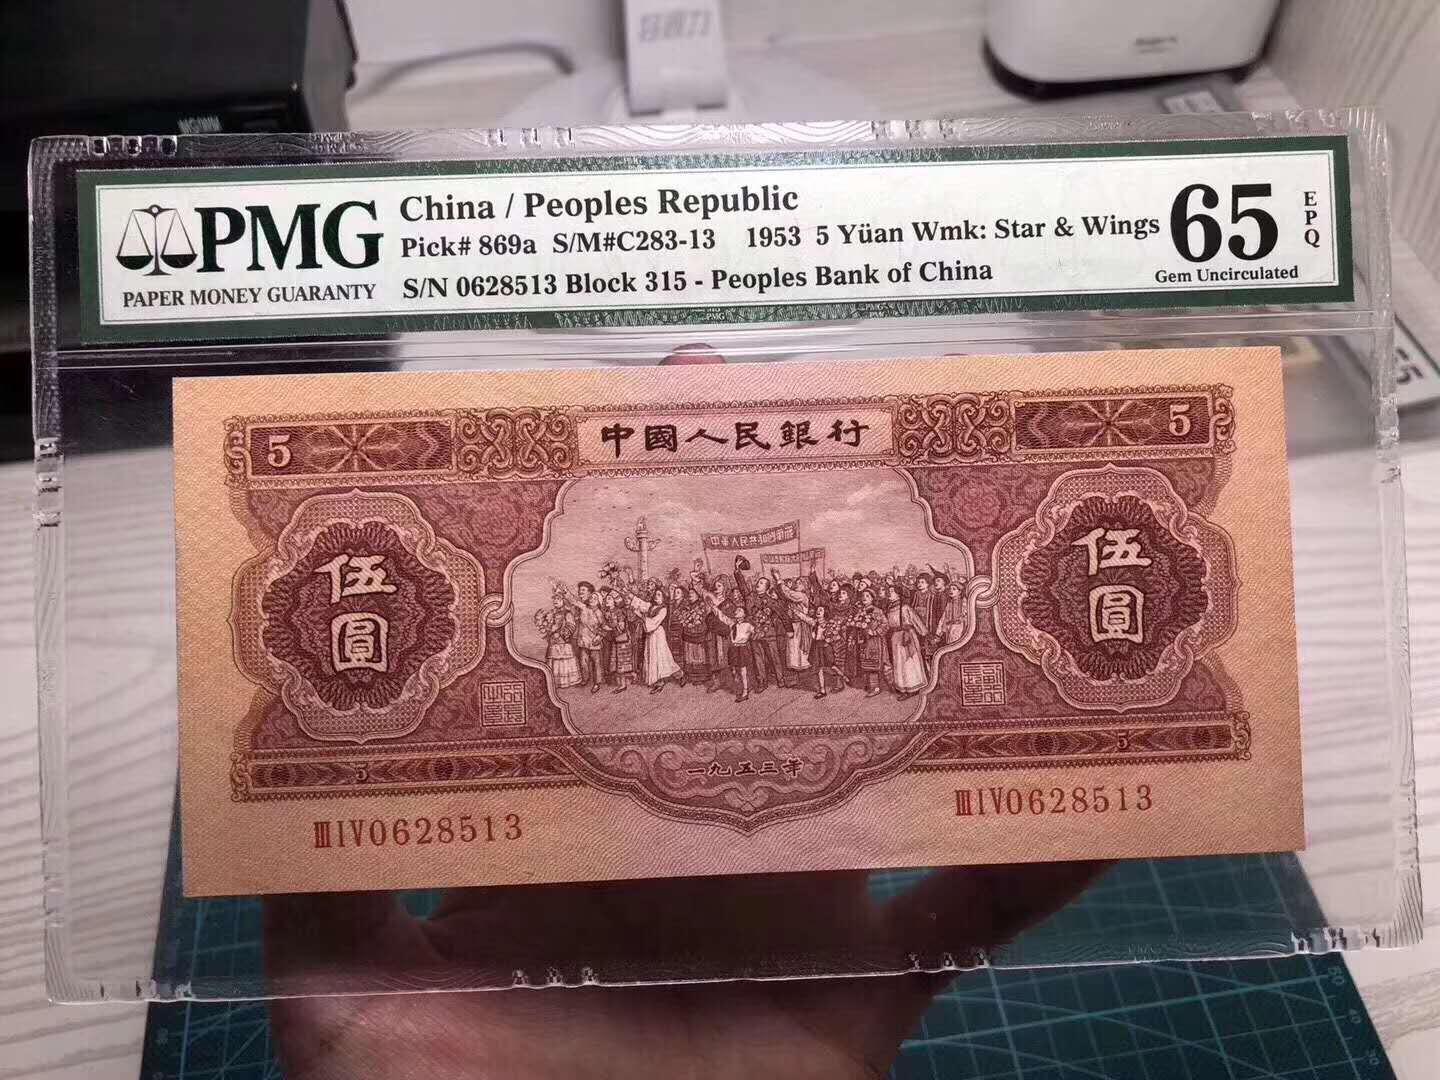 PMG
PAPER MONEY GUARANTY
China / Peoples Republic
Pick# 869a S/M#C283-13 1953 5 Yüan Wmk: Star & Wings
S/N 0628513 Block 315 - Peoples Bank of China
65
EPQ
Gem Uncirculated
5
中國人民銀行
5
伍圓
伍圓
一九五三年
5
5
ⅢⅠⅤ0628513
ⅢⅠⅤ0628513